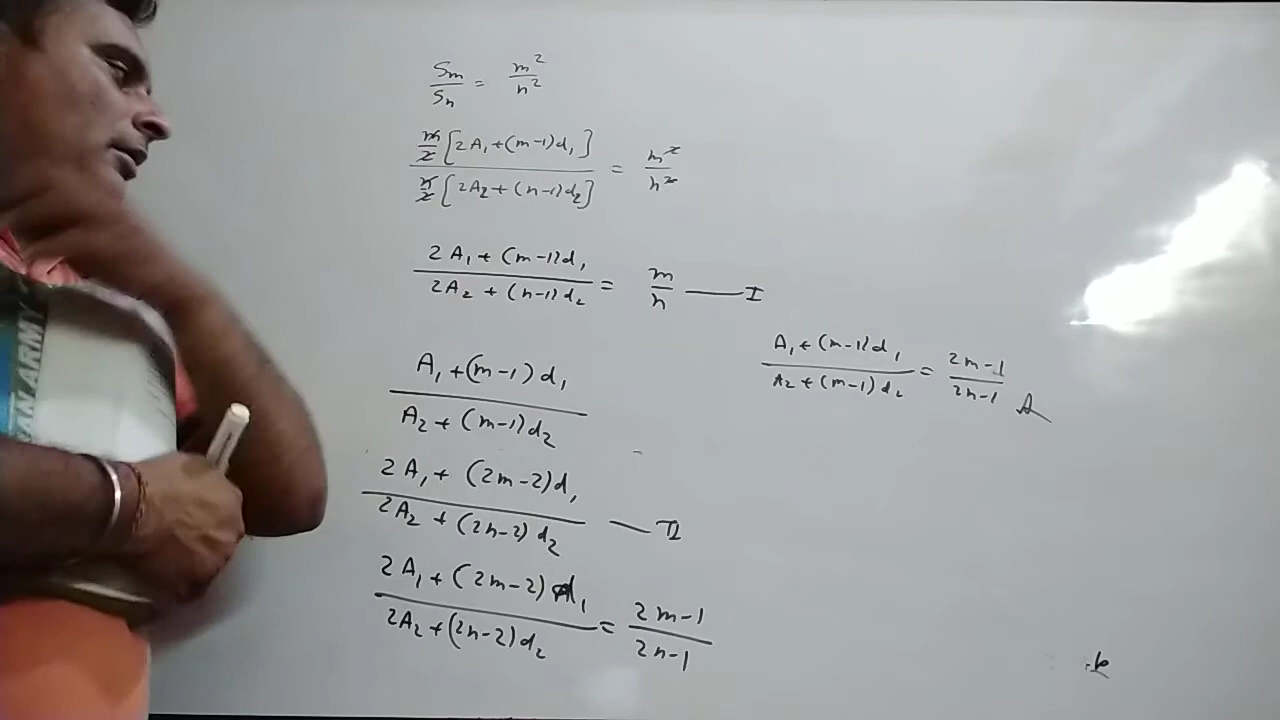 Sm/Sn = m²/n²
m/2 [2A₁+(m-1)d₁] / n/2 [2A₂+(n-1)d₂] = m²/n²
2A₁+(m-1)d₁ / 2A₂+(n-1)d₂ = m/n — I
A₁+(m-1)d₁ / A₂+(m-1)d₂ = 2m-1 / 2n-1
A₁+(m-1)d₁ / A₂+(m-1)d₂
2A₁+(2m-2)d₁ / 2A₂+(2n-2)d₂ — II
2A₁+(2m-2)d₁ / 2A₂+(2n-2)d₂ = 2m-1 / 2n-1